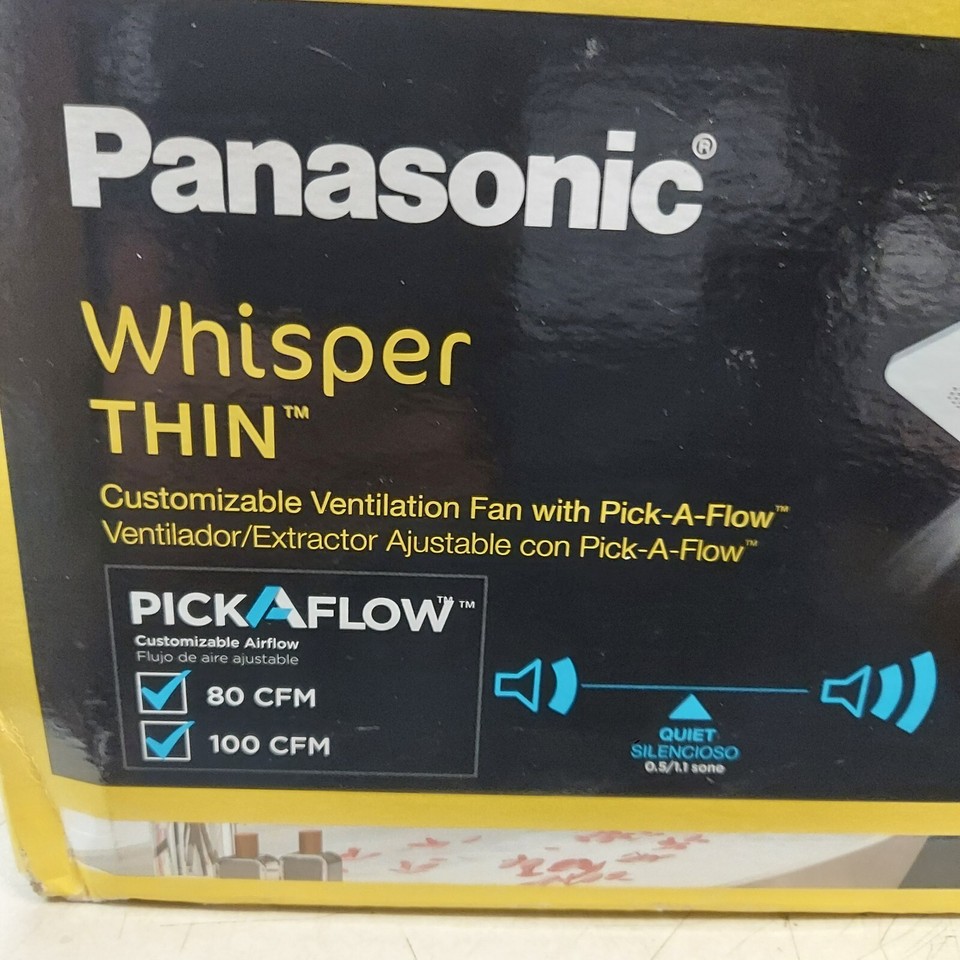 Panasonic®
Whisper
THIN™
Customizable Ventilation Fan with Pick-A-Flow™
Ventilador/Extractor Ajustable con Pick-A-Flow™
PICKAFLOW™™
Customizable Airflow
Flujo de aire ajustable
80 CFM
100 CFM
QUIET
SILENCIOSO
0.5/1.1 sone